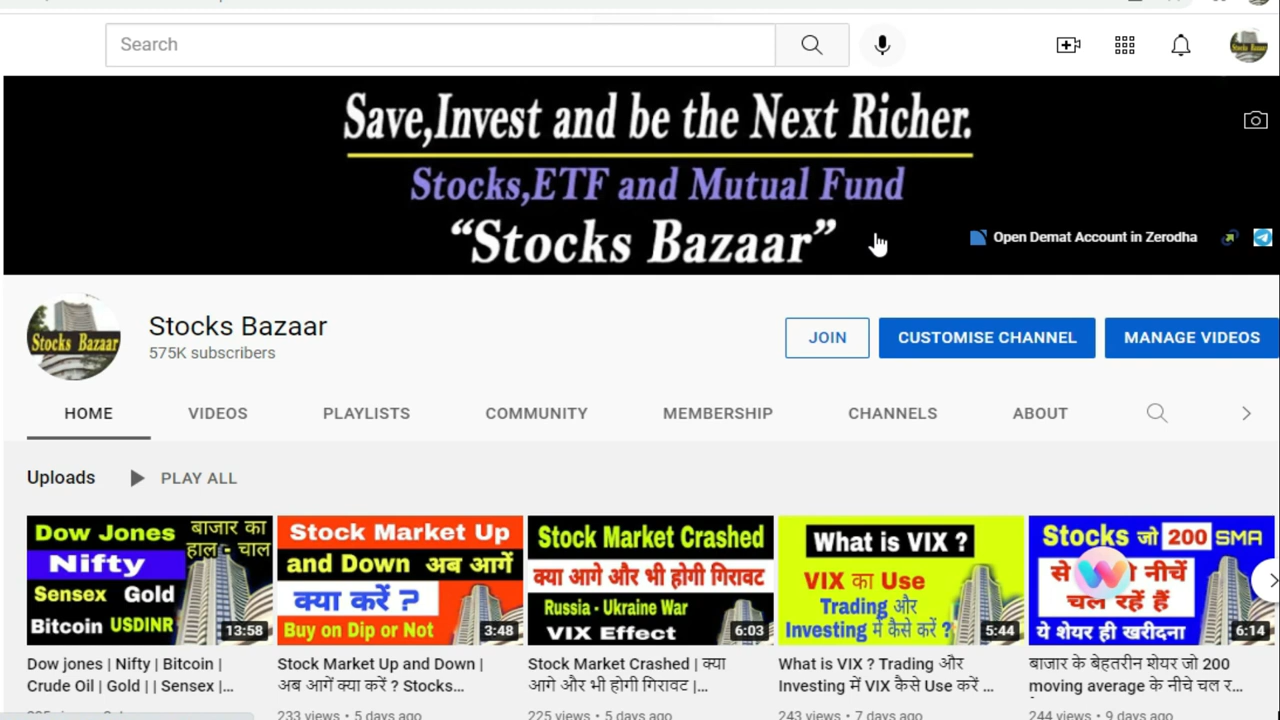 Search
Stocks Bazaar
Save,Invest and be the Next Richer.
Stocks,ETF and Mutual Fund
“Stocks Bazaar”
Open Demat Account in Zerodha
Stocks Bazaar
Stocks Bazaar
575K subscribers
JOIN
CUSTOMISE CHANNEL
MANAGE VIDEOS
HOME
VIDEOS
PLAYLISTS
COMMUNITY
MEMBERSHIP
CHANNELS
ABOUT
Uploads
PLAY ALL
Dow Jones बाजार का
हाल - चाल
Nifty
Sensex Gold
Bitcoin USDINR
13:58
Stock Market Up
and Down अब आगें
क्या करें ?
Buy on Dip or Not
3:48
Stock Market Crashed
क्या आगे और भी होगी गिरावट
Russia - Ukraine War
VIX Effect
6:03
What is VIX ?
VIX का Use
Trading और
Investing में कैसे करें ?
5:44
Stocks जो 200 SMA
से नीचें
चल रहें हैं
ये शेयर ही खरीदना
6:14
Dow jones | Nifty | Bitcoin |
Crude Oil | Gold | | Sensex |...
Stock Market Up and Down |
अब आगें क्या करें ? Stocks...
233 views • 5 days ago
Stock Market Crashed | क्या
आगे और भी होगी गिरावट |...
225 views • 5 days ago
What is VIX ? Trading और
Investing में VIX कैसे Use करें ...
243 views • 7 days ago
बाजार के बेहतरीन शेयर जो 200
moving average के नीचे चल र...
244 views • 9 days ago